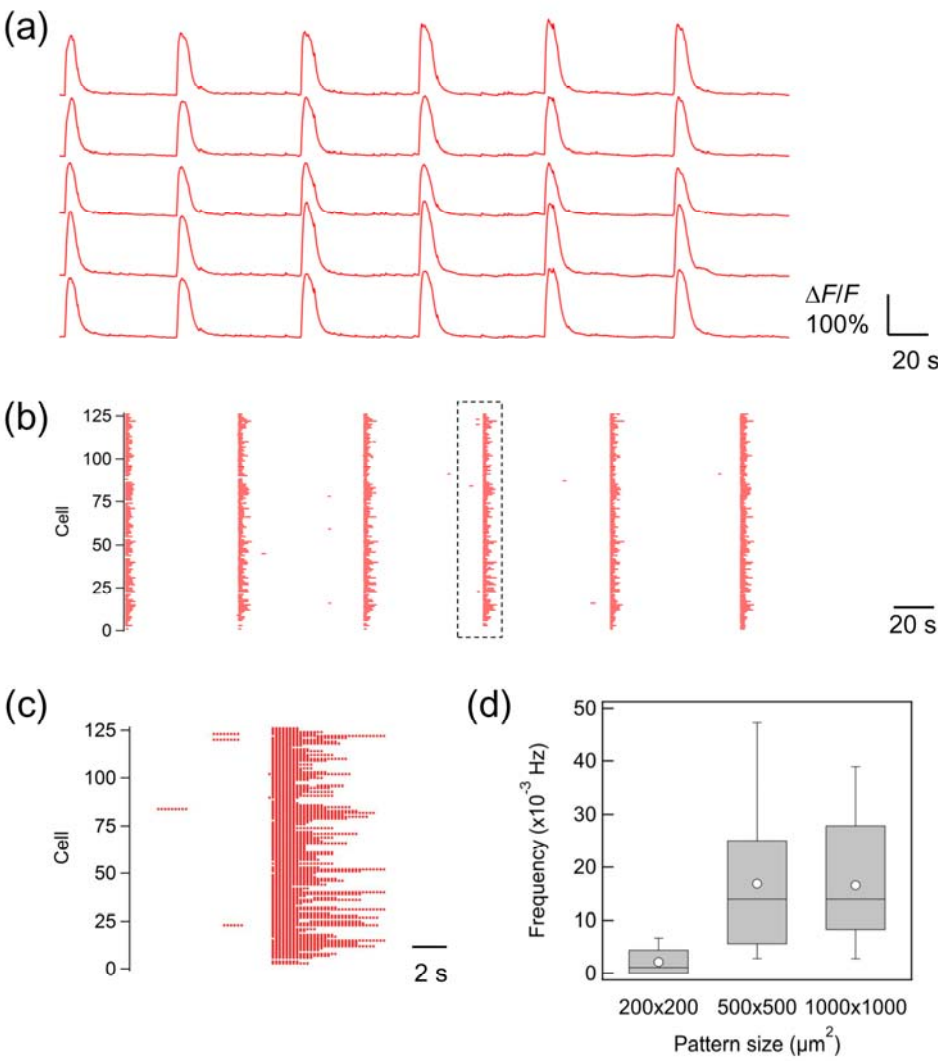 (a)
ΔF/F
100%
20 s
(b)
125
100
75
50
25
0
Cell
20 s
(c)
125
100
75
50
25
0
Cell
2 s
(d)
50
40
30
20
10
0
Frequency (x10⁻³ Hz)
200x200 500x500 1000x1000
Pattern size (µm²)